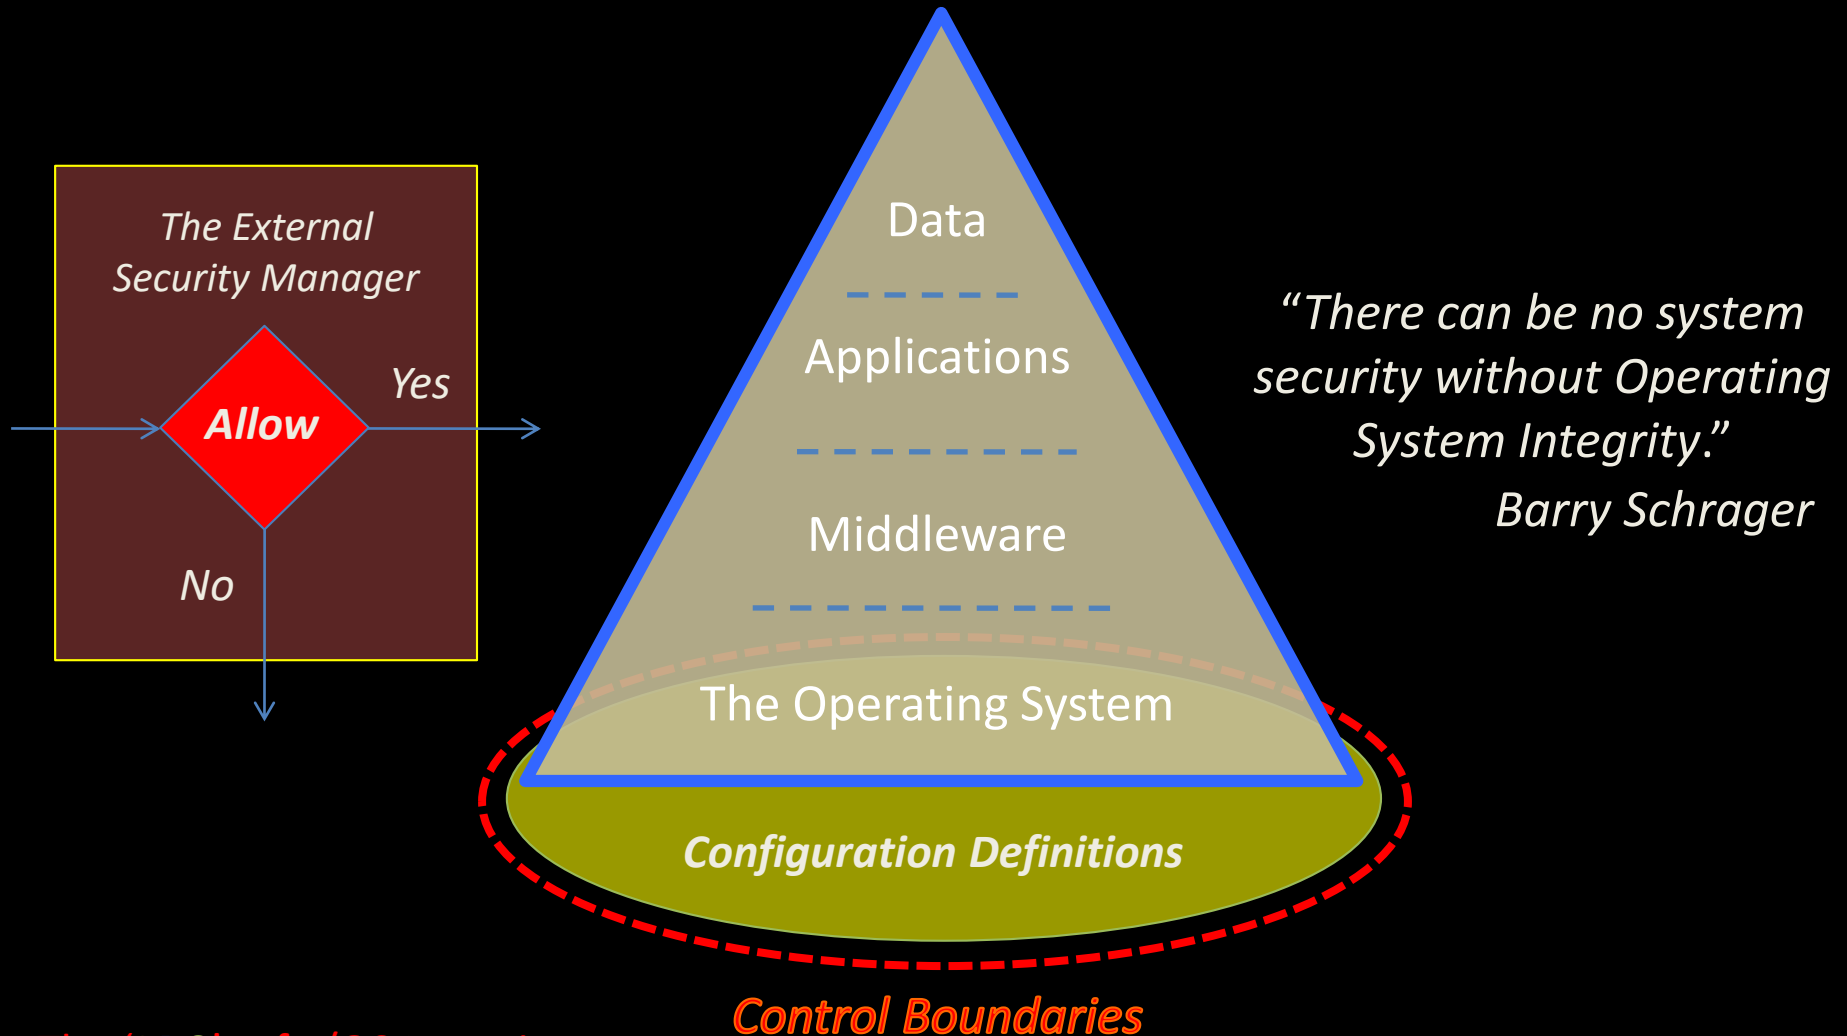 The External
Security Manager
Allow
Yes
No
Data
Applications
Middleware
The Operating System
Configuration Definitions
Control Boundaries
“There can be no system
security without Operating
System Integrity.”
Barry Schrager